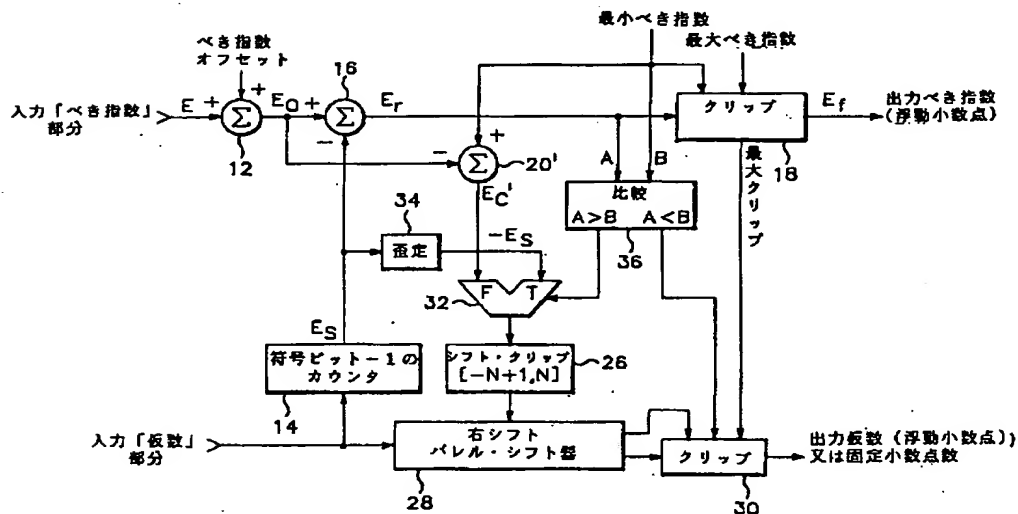 最小べき指数
べき指数
オフセット
最大べき指数
16
入力「べき指数」
部分
E
+
+
Σ
12
E0
+
−
Σ
Er
クリップ
18
Ef
出力べき指数
(浮動小数点)
+
−
Σ
20'
EC'
A
B
比較
A>B
A<B
36
最大クリップ
34
否定
−ES
F
T
32
ES
符号ビット−1の
カウンタ
14
シフト・クリップ
[−N+1,N]
26
入力「仮数」
部分
右シフト
バレル・シフト器
28
クリップ
30
出力仮数(浮動小数点)}
又は固定小数点数